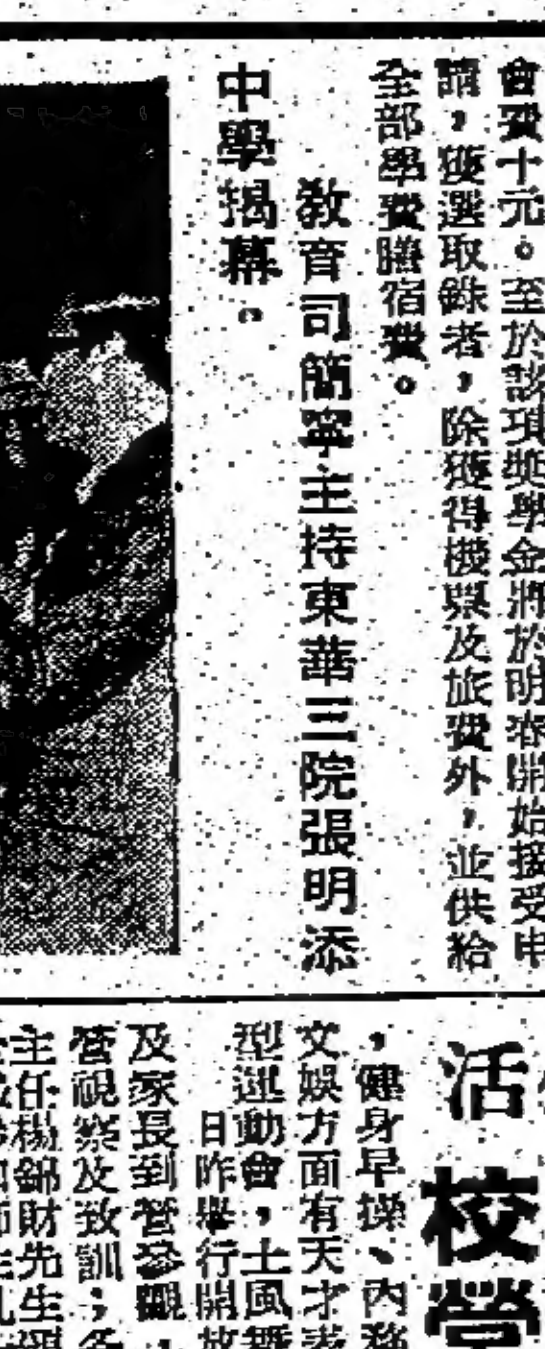 會費十元。至於該項獎學金將於明春開始接受申
請，獲選取錄者，除獲得機票及旅費外，並供給
全部學費膳宿費。
教育司簡寧主持東華三院張明添
中學揭幕。
活
校營
，健身早操、內務
文娛方面有天才表
型運動會，土風舞
日昨舉行開放
及家長到營參觀，
營視察及致訓；各
主任楊錦財先生